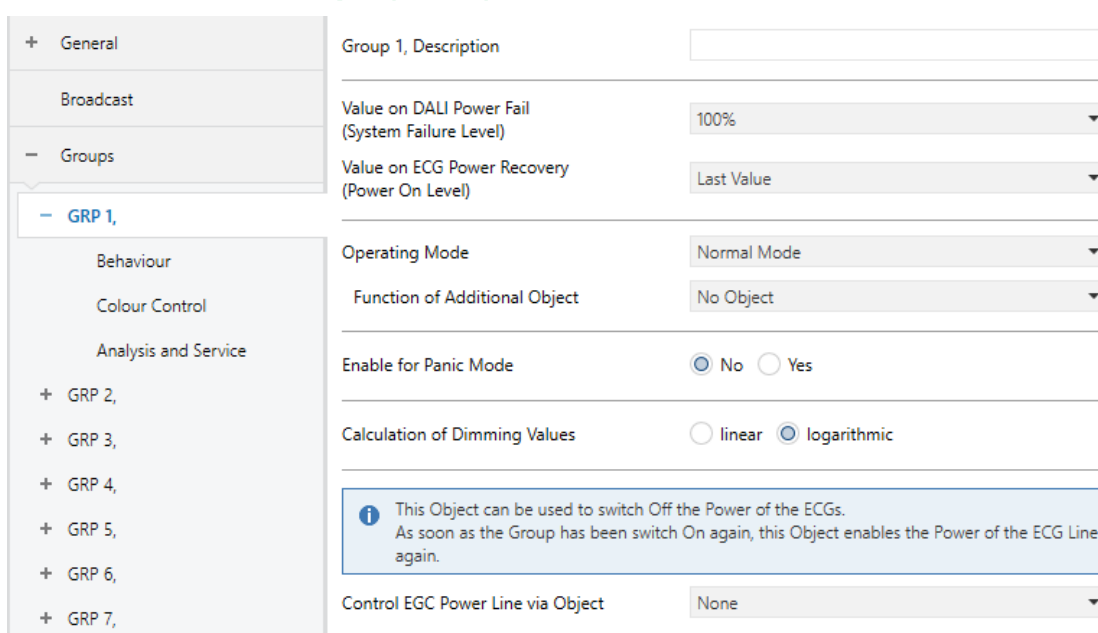 + General
Broadcast
− Groups
− GRP 1,
Behaviour
Colour Control
Analysis and Service
+ GRP 2,
+ GRP 3,
+ GRP 4,
+ GRP 5,
+ GRP 6,
+ GRP 7,
Group 1, Description
Value on DALI Power Fail
(System Failure Level)
100%
Value on ECG Power Recovery
(Power On Level)
Last Value
Operating Mode
Normal Mode
Function of Additional Object
No Object
Enable for Panic Mode
No Yes
Calculation of Dimming Values
linear logarithmic
This Object can be used to switch Off the Power of the ECGs.
As soon as the Group has been switch On again, this Object enables the Power of the ECG Line
again.
Control EGC Power Line via Object
None